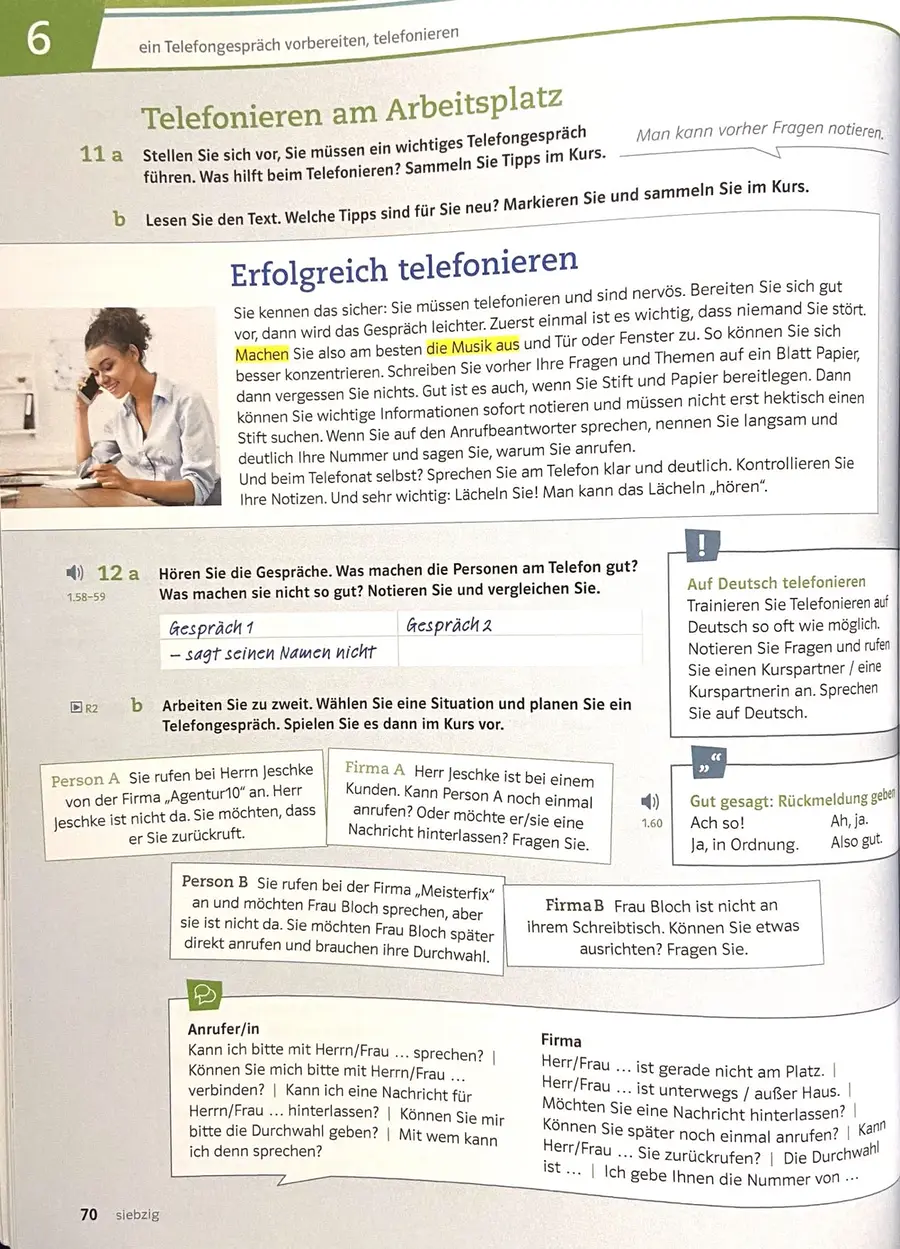 6
ein Telefongespräch vorbereiten, telefonieren
Telefonieren am Arbeitsplatz
11 a Stellen Sie sich vor, Sie müssen ein wichtiges Telefongespräch
führen. Was hilft beim Telefonieren? Sammeln Sie Tipps im Kurs.
Man kann vorher Fragen notieren.
b Lesen Sie den Text. Welche Tipps sind für Sie neu? Markieren Sie und sammeln Sie im Kurs.
Erfolgreich telefonieren
Sie kennen das sicher: Sie müssen telefonieren und sind nervös. Bereiten Sie sich gut
vor, dann wird das Gespräch leichter. Zuerst einmal ist es wichtig, dass niemand Sie stört.
Machen Sie also am besten die Musik aus und Tür oder Fenster zu. So können Sie sich
besser konzentrieren. Schreiben Sie vorher Ihre Fragen und Themen auf ein Blatt Papier,
dann vergessen Sie nichts. Gut ist es auch, wenn Sie Stift und Papier bereitlegen. Dann
können Sie wichtige Informationen sofort notieren und müssen nicht erst hektisch einen
Stift suchen. Wenn Sie auf den Anrufbeantworter sprechen, nennen Sie langsam und
deutlich Ihre Nummer und sagen Sie, warum Sie anrufen.
Und beim Telefonat selbst? Sprechen Sie am Telefon klar und deutlich. Kontrollieren Sie
Ihre Notizen. Und sehr wichtig: Lächeln Sie! Man kann das Lächeln „hören“.
12 a Hören Sie die Gespräche. Was machen die Personen am Telefon gut?
1.58–59 Was machen sie nicht so gut? Notieren Sie und vergleichen Sie.
Gespräch 1 Gespräch 2
– sagt seinen Namen nicht
R2 b Arbeiten Sie zu zweit. Wählen Sie eine Situation und planen Sie ein
Telefongespräch. Spielen Sie es dann im Kurs vor.
!
Auf Deutsch telefonieren
Trainieren Sie Telefonieren auf
Deutsch so oft wie möglich.
Notieren Sie Fragen und rufen
Sie einen Kurspartner / eine
Kurspartnerin an. Sprechen
Sie auf Deutsch.
Person A Sie rufen bei Herrn Jeschke
von der Firma „Agentur10“ an. Herr
Jeschke ist nicht da. Sie möchten, dass
er Sie zurückruft.
Firma A Herr Jeschke ist bei einem
Kunden. Kann Person A noch einmal
anrufen? Oder möchte er/sie eine
Nachricht hinterlassen? Fragen Sie.
„ “
1.60
Gut gesagt: Rückmeldung geben
Ach so! Ah, ja.
Ja, in Ordnung. Also gut.
Person B Sie rufen bei der Firma „Meisterfix“
an und möchten Frau Bloch sprechen, aber
sie ist nicht da. Sie möchten Frau Bloch später
direkt anrufen und brauchen ihre Durchwahl.
Firma B Frau Bloch ist nicht an
ihrem Schreibtisch. Können Sie etwas
ausrichten? Fragen Sie.
Anrufer/in
Kann ich bitte mit Herrn/Frau … sprechen? |
Können Sie mich bitte mit Herrn/Frau …
verbinden? | Kann ich eine Nachricht für
Herrn/Frau … hinterlassen? | Können Sie mir
bitte die Durchwahl geben? | Mit wem kann
ich denn sprechen?
Firma
Herr/Frau … ist gerade nicht am Platz. |
Herr/Frau … ist unterwegs / außer Haus. |
Möchten Sie eine Nachricht hinterlassen? |
Können Sie später noch einmal anrufen? | Kann
Herr/Frau … Sie zurückrufen? | Die Durchwahl
ist … | Ich gebe Ihnen die Nummer von …
70 siebzig